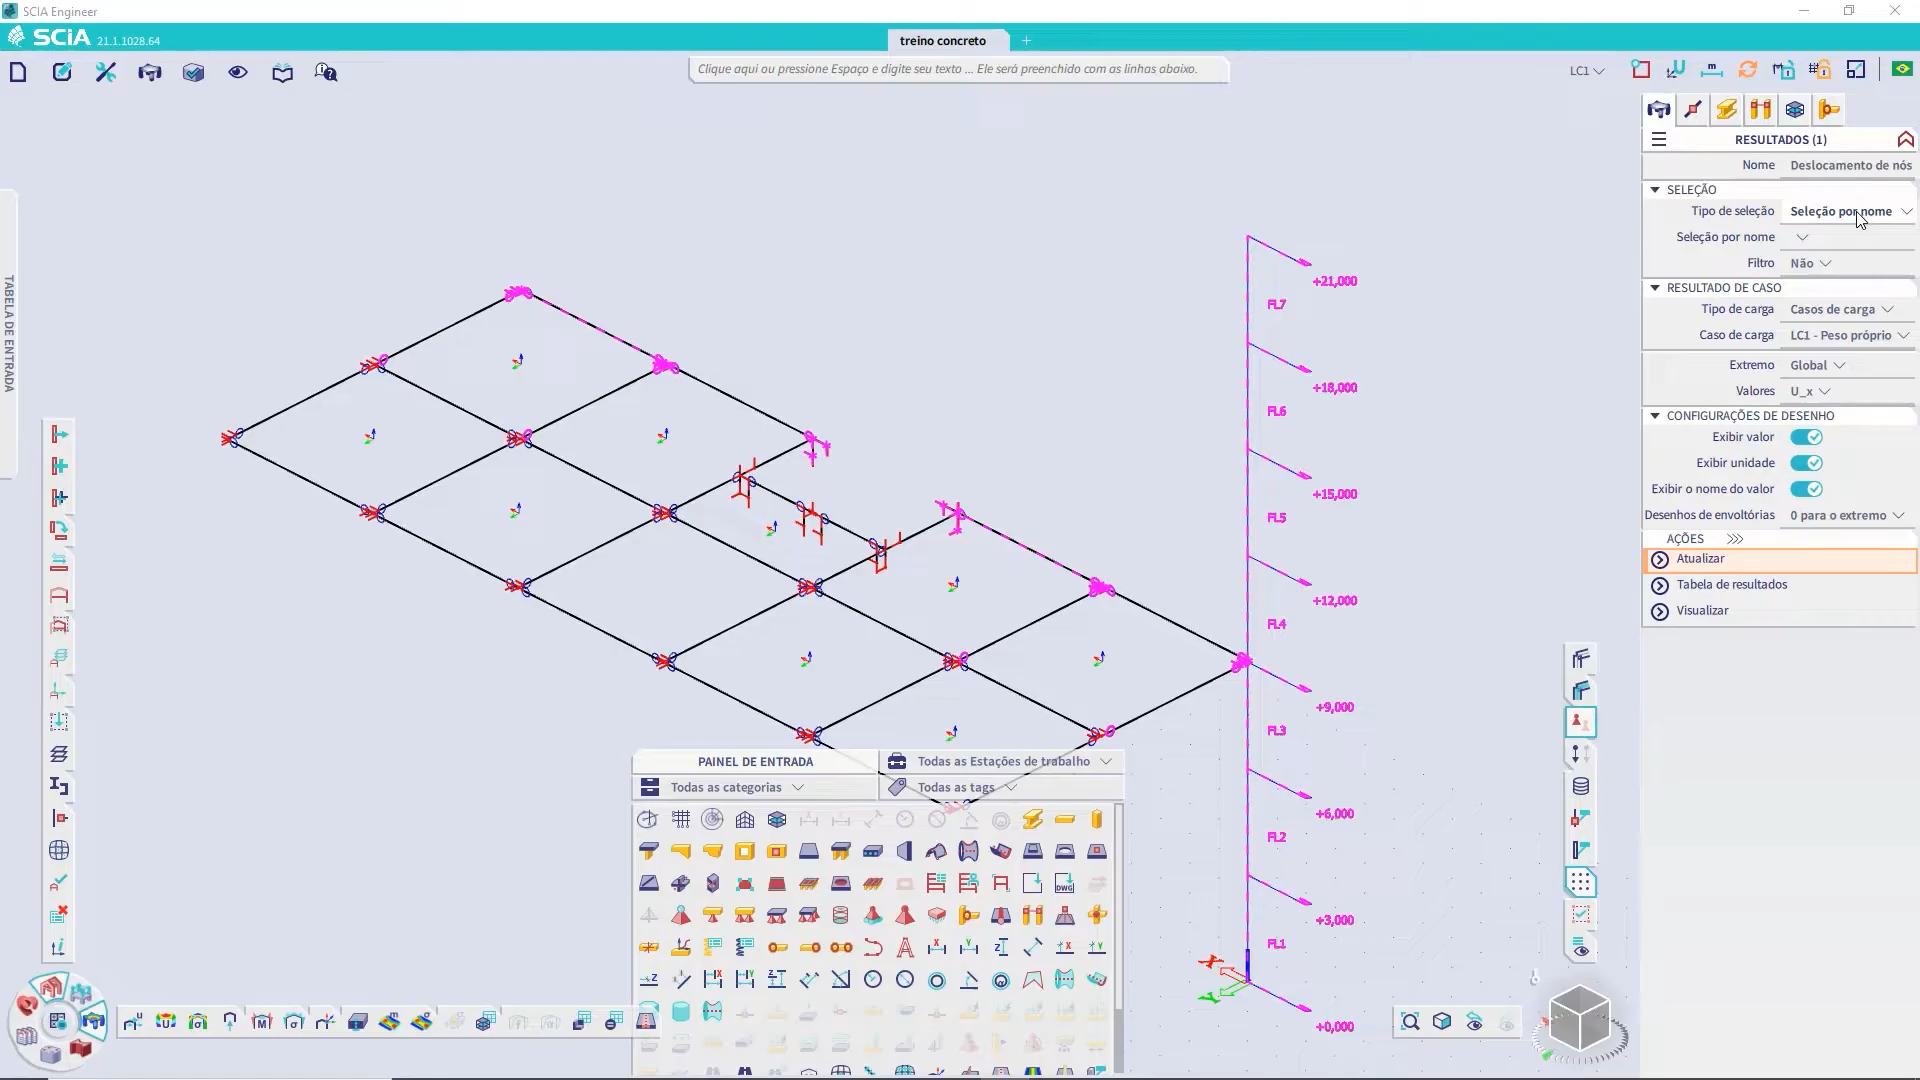 SCIA Engineer
SCiA 21.1.1028.64
treino concreto
Clique aqui ou pressione Espaço e digite seu texto ... Ele será preenchido com as linhas abaixo.
LC1
RESULTADOS (1)
Nome Deslocamento de nós
SELEÇÃO
Tipo de seleção Seleção por nome
Seleção por nome
Filtro Não
RESULTADO DE CASO
Tipo de carga Casos de carga
Caso de carga LC1 - Peso próprio
Extremo Global
Valores U_x
CONFIGURAÇÕES DE DESENHO
Exibir valor
Exibir unidade
Exibir o nome do valor
Desenhos de envoltórias 0 para o extremo
AÇÕES >>>
Atualizar
Tabela de resultados
Visualizar
TABELA DE ENTRADA
+21,000
FL7
+18,000
FL6
+15,000
FL5
+12,000
FL4
+9,000
FL3
+6,000
FL2
+3,000
FL1
+0,000
X
Y
PAINEL DE ENTRADA
Todas as Estações de trabalho
Todas as categorias
Todas as tags
DWG